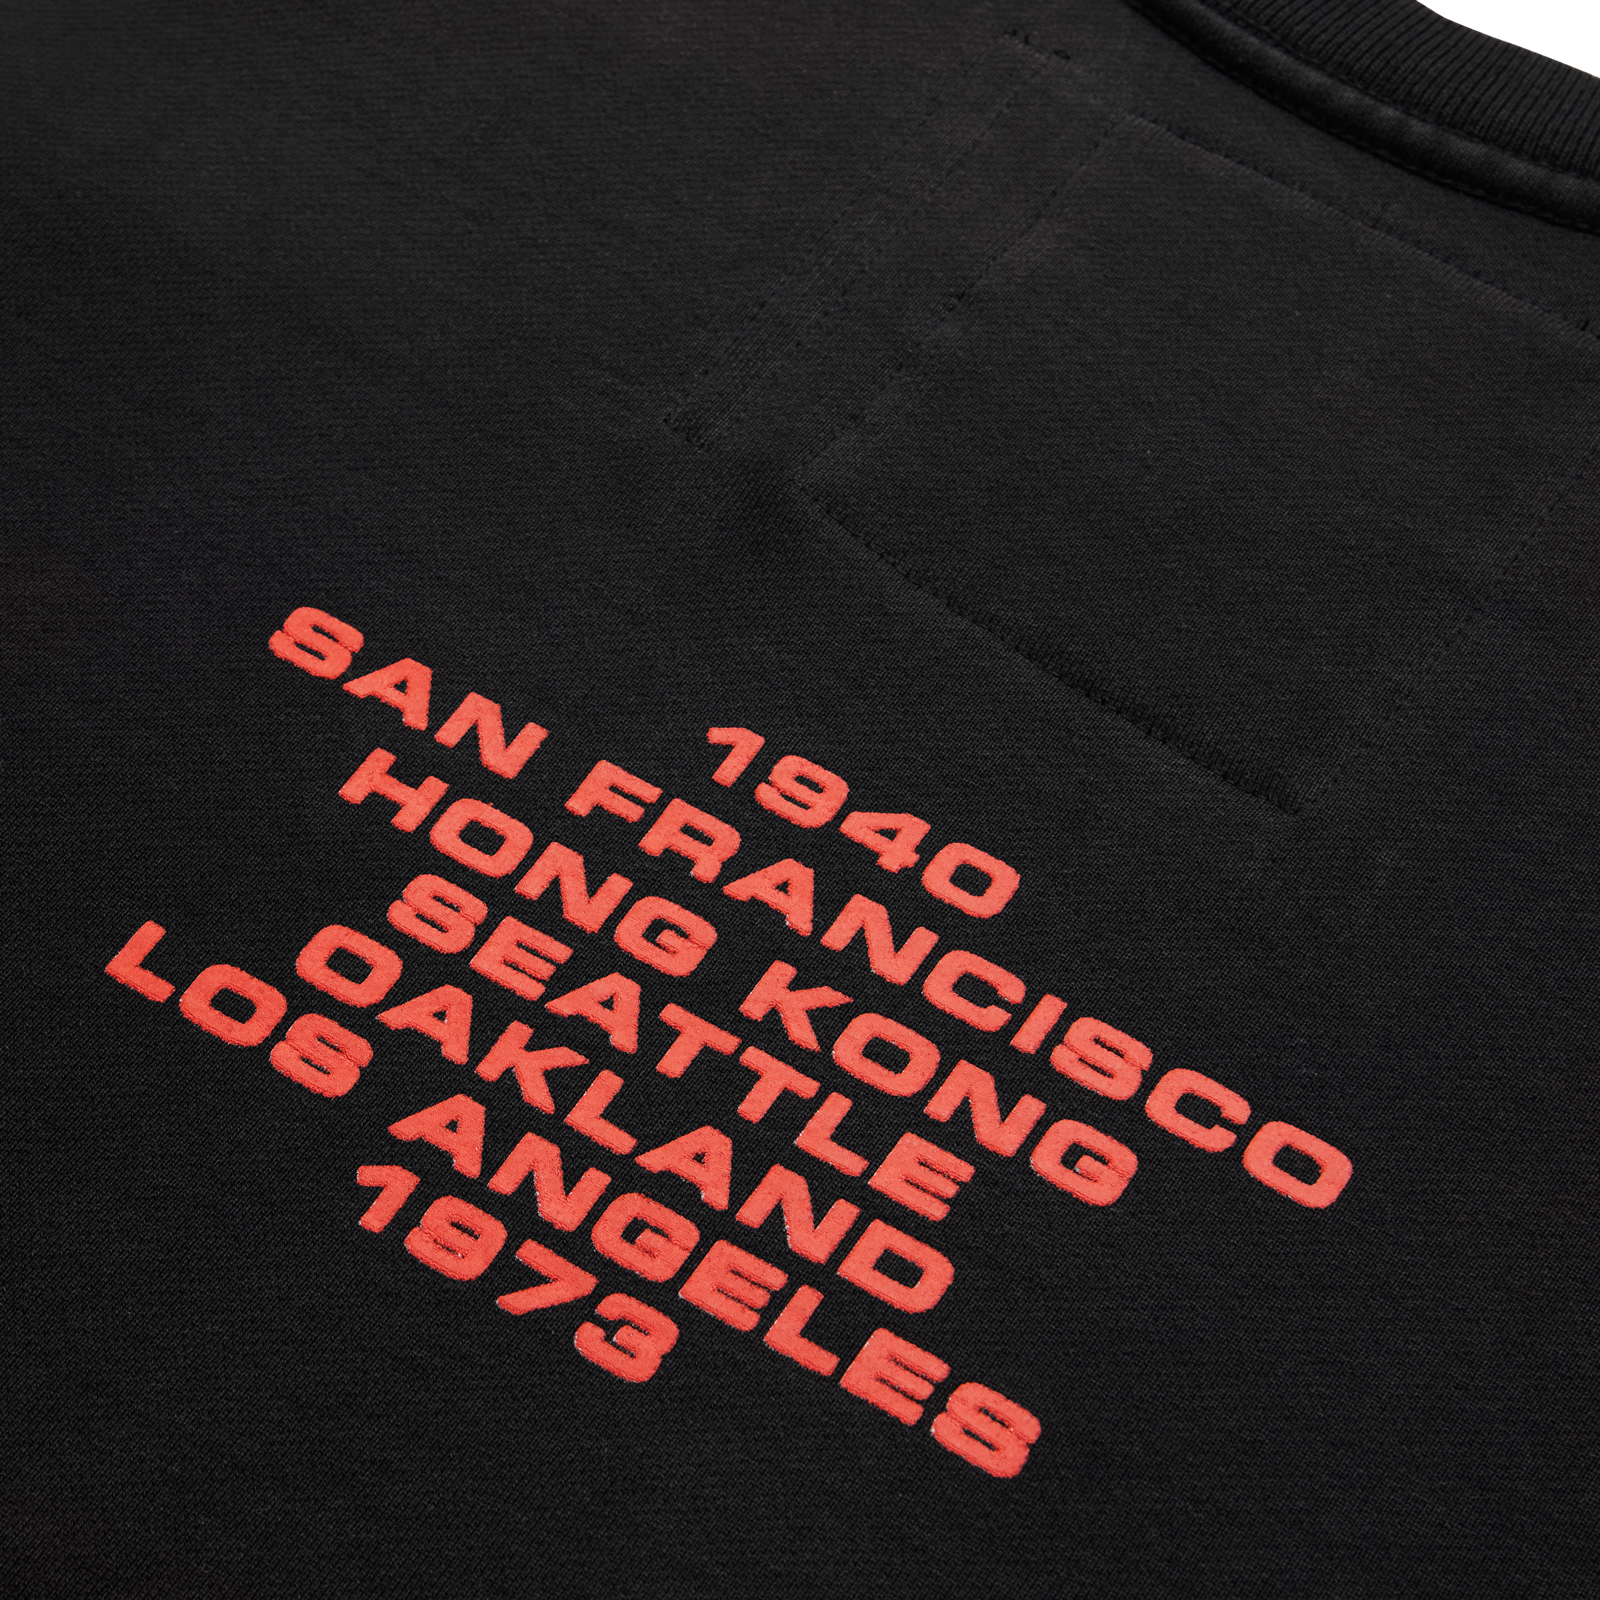 1940
SAN FRANCISCO
HONG KONG
SEATTLE
OAKLAND
LOS ANGELES
1973